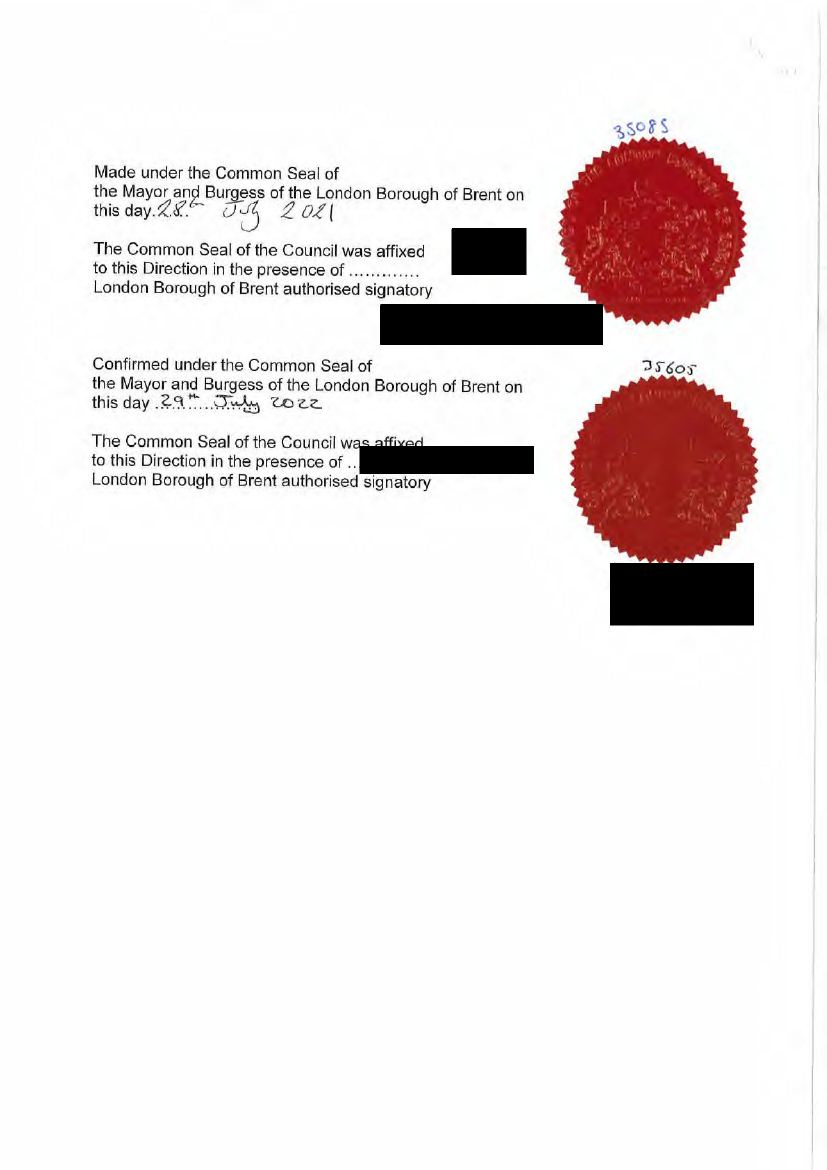 35085
Made under the Common Seal of
the Mayor and Burgess of the London Borough of Brent on
this day.28th July 2021
The Common Seal of the Council was affixed
to this Direction in the presence of .............
London Borough of Brent authorised signatory
35605
Confirmed under the Common Seal of
the Mayor and Burgess of the London Borough of Brent on
this day .29th July 2022
The Common Seal of the Council was affixed
to this Direction in the presence of ..
London Borough of Brent authorised signatory